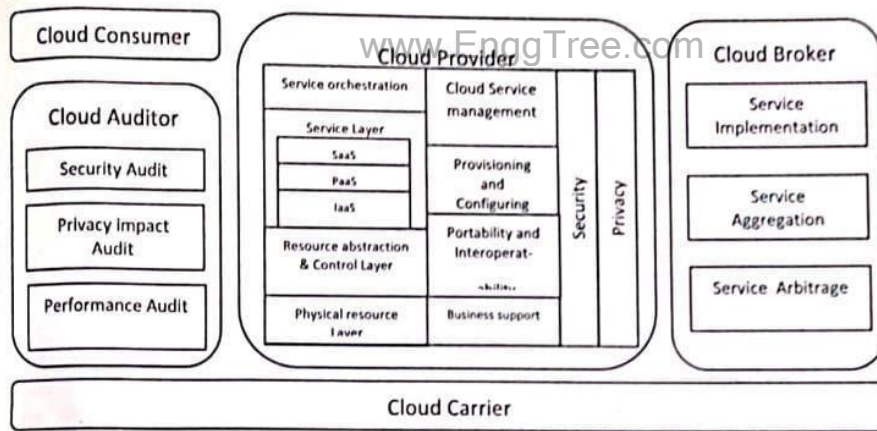 Cloud Consumer
Cloud Auditor
Security Audit
Privacy Impact
Audit
Performance Audit
www.EnggTree.com
Cloud Provider
Service orchestration
Service Layer
SaaS
PaaS
IaaS
Resource abstraction
& Control Layer
Physical resource
Layer
Cloud Service
management
Provisioning
and
Configuring
Portability and
Interoperat-
Business support
Security
Privacy
Cloud Broker
Service
Implementation
Service
Aggregation
Service Arbitrage
Cloud Carrier